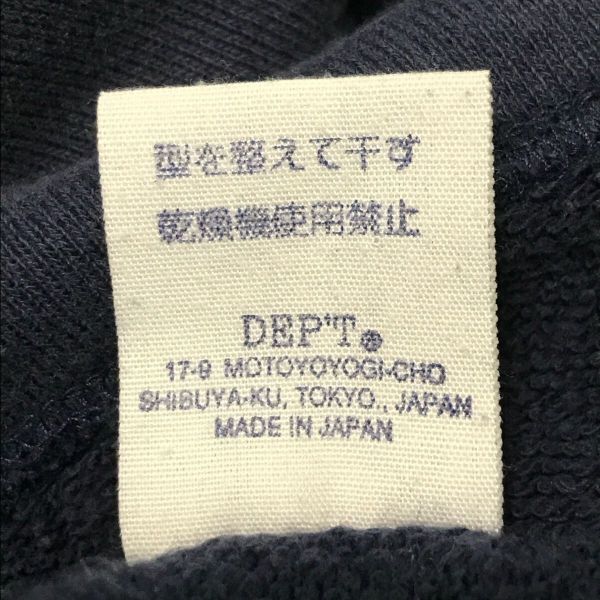 型を整えて干す
乾燥機使用禁止
DEP'T®
17-9 MOTOYOYOGI-CHO
SHIBUYA-KU, TOKYO., JAPAN
MADE IN JAPAN